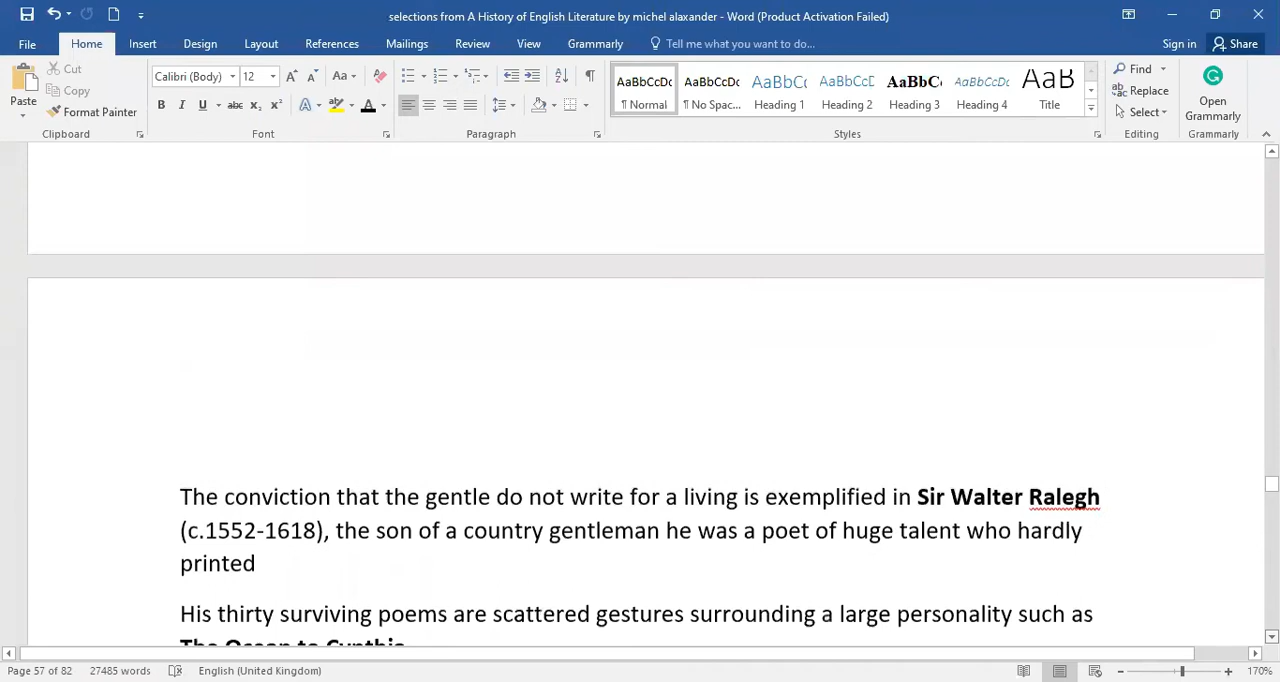 selections from A History of English Literature by michel alaxander - Word (Product Activation Failed)
File Home Insert Design Layout References Mailings Review View Grammarly Tell me what you want to do... Sign in Share
Cut
Copy
Format Painter
Paste
Clipboard
Calibri (Body) 12
Font
Paragraph
AaBbCcDc AaBbCcDc AaBbC( AaBbCcD AaBbC( AaBbCcDc AaB
¶ Normal ¶ No Spac... Heading 1 Heading 2 Heading 3 Heading 4 Title
Styles
Find
Replace
Select
Editing
Open
Grammarly
Grammarly
The conviction that the gentle do not write for a living is exemplified in Sir Walter Ralegh
(c.1552-1618), the son of a country gentleman he was a poet of huge talent who hardly
printed
His thirty surviving poems are scattered gestures surrounding a large personality such as
The Ocean to Cynthia
Page 57 of 82 27485 words English (United Kingdom) 170%